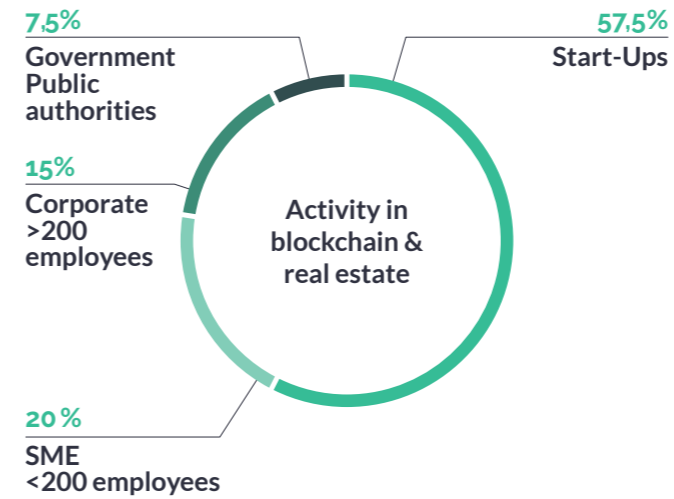 7,5%
Government
Public
authorities
57,5%
Start-Ups
15%
Corporate
>200
employees
Activity in
blockchain &
real estate
20 %
SME
<200 employees